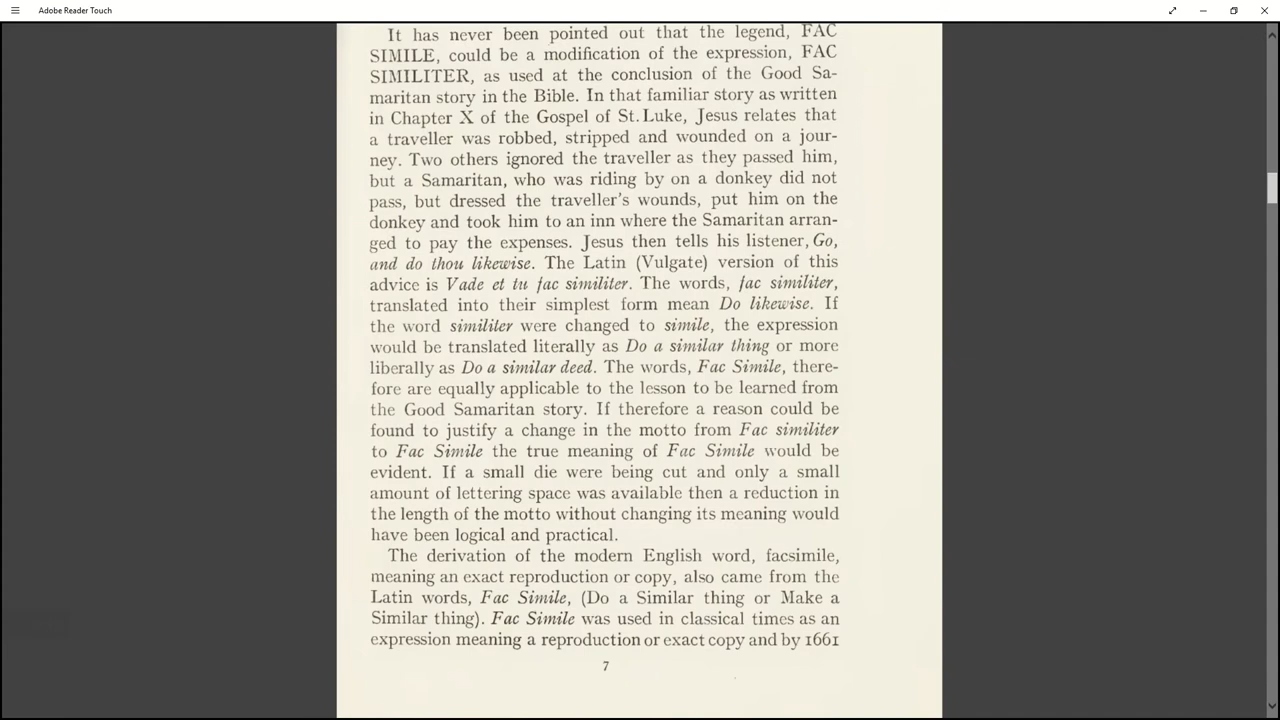 Adobe Reader Touch
It has never been pointed out that the legend, FAC
SIMILE, could be a modification of the expression, FAC
SIMILITER, as used at the conclusion of the Good Sa-
maritan story in the Bible. In that familiar story as written
in Chapter X of the Gospel of St. Luke, Jesus relates that
a traveller was robbed, stripped and wounded on a jour-
ney. Two others ignored the traveller as they passed him,
but a Samaritan, who was riding by on a donkey did not
pass, but dressed the traveller's wounds, put him on the
donkey and took him to an inn where the Samaritan arran-
ged to pay the expenses. Jesus then tells his listener, Go,
and do thou likewise. The Latin (Vulgate) version of this
advice is Vade et tu fac similiter. The words, fac similiter,
translated into their simplest form mean Do likewise. If
the word similiter were changed to simile, the expression
would be translated literally as Do a similar thing or more
liberally as Do a similar deed. The words, Fac Simile, there-
fore are equally applicable to the lesson to be learned from
the Good Samaritan story. If therefore a reason could be
found to justify a change in the motto from Fac similiter
to Fac Simile the true meaning of Fac Simile would be
evident. If a small die were being cut and only a small
amount of lettering space was available then a reduction in
the length of the motto without changing its meaning would
have been logical and practical.
The derivation of the modern English word, facsimile,
meaning an exact reproduction or copy, also came from the
Latin words, Fac Simile, (Do a Similar thing or Make a
Similar thing). Fac Simile was used in classical times as an
expression meaning a reproduction or exact copy and by 1661
7